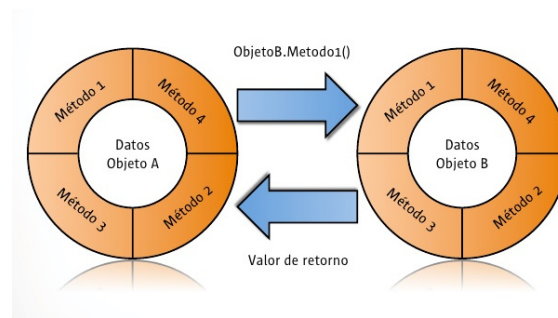 ObjetoB.Metodo1()
Método 1
Método 4
Datos
Objeto A
Método 3
Método 2
Método 1
Método 4
Datos
Objeto B
Método 3
Método 2
Valor de retorno